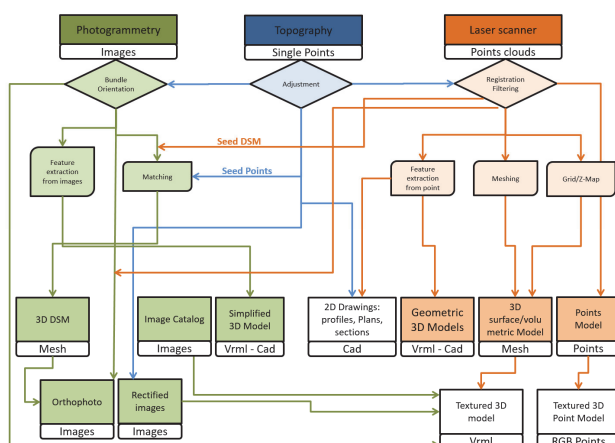 Photogrammetry
Images
Topography
Single Points
Laser scanner
Points clouds
Bundle
Orientation
Adjustment
Registration
Filtering
Seed DSM
Seed Points
Feature
extraction
from images
Matching
Feature
extraction
from point
Meshing
Grid/Z-Map
3D DSM
Mesh
Image Catalog
Images
Simplified
3D Model
Vrml - Cad
2D Drawings:
profiles, Plans,
sections
Cad
Geometric
3D Models
Vrml - Cad
3D
surface/volu
metric Model
Mesh
Points
Model
Points
Orthophoto
Images
Rectified
images
Images
Textured 3D
model
Vrml
Textured 3D
Point Model
RGB Points